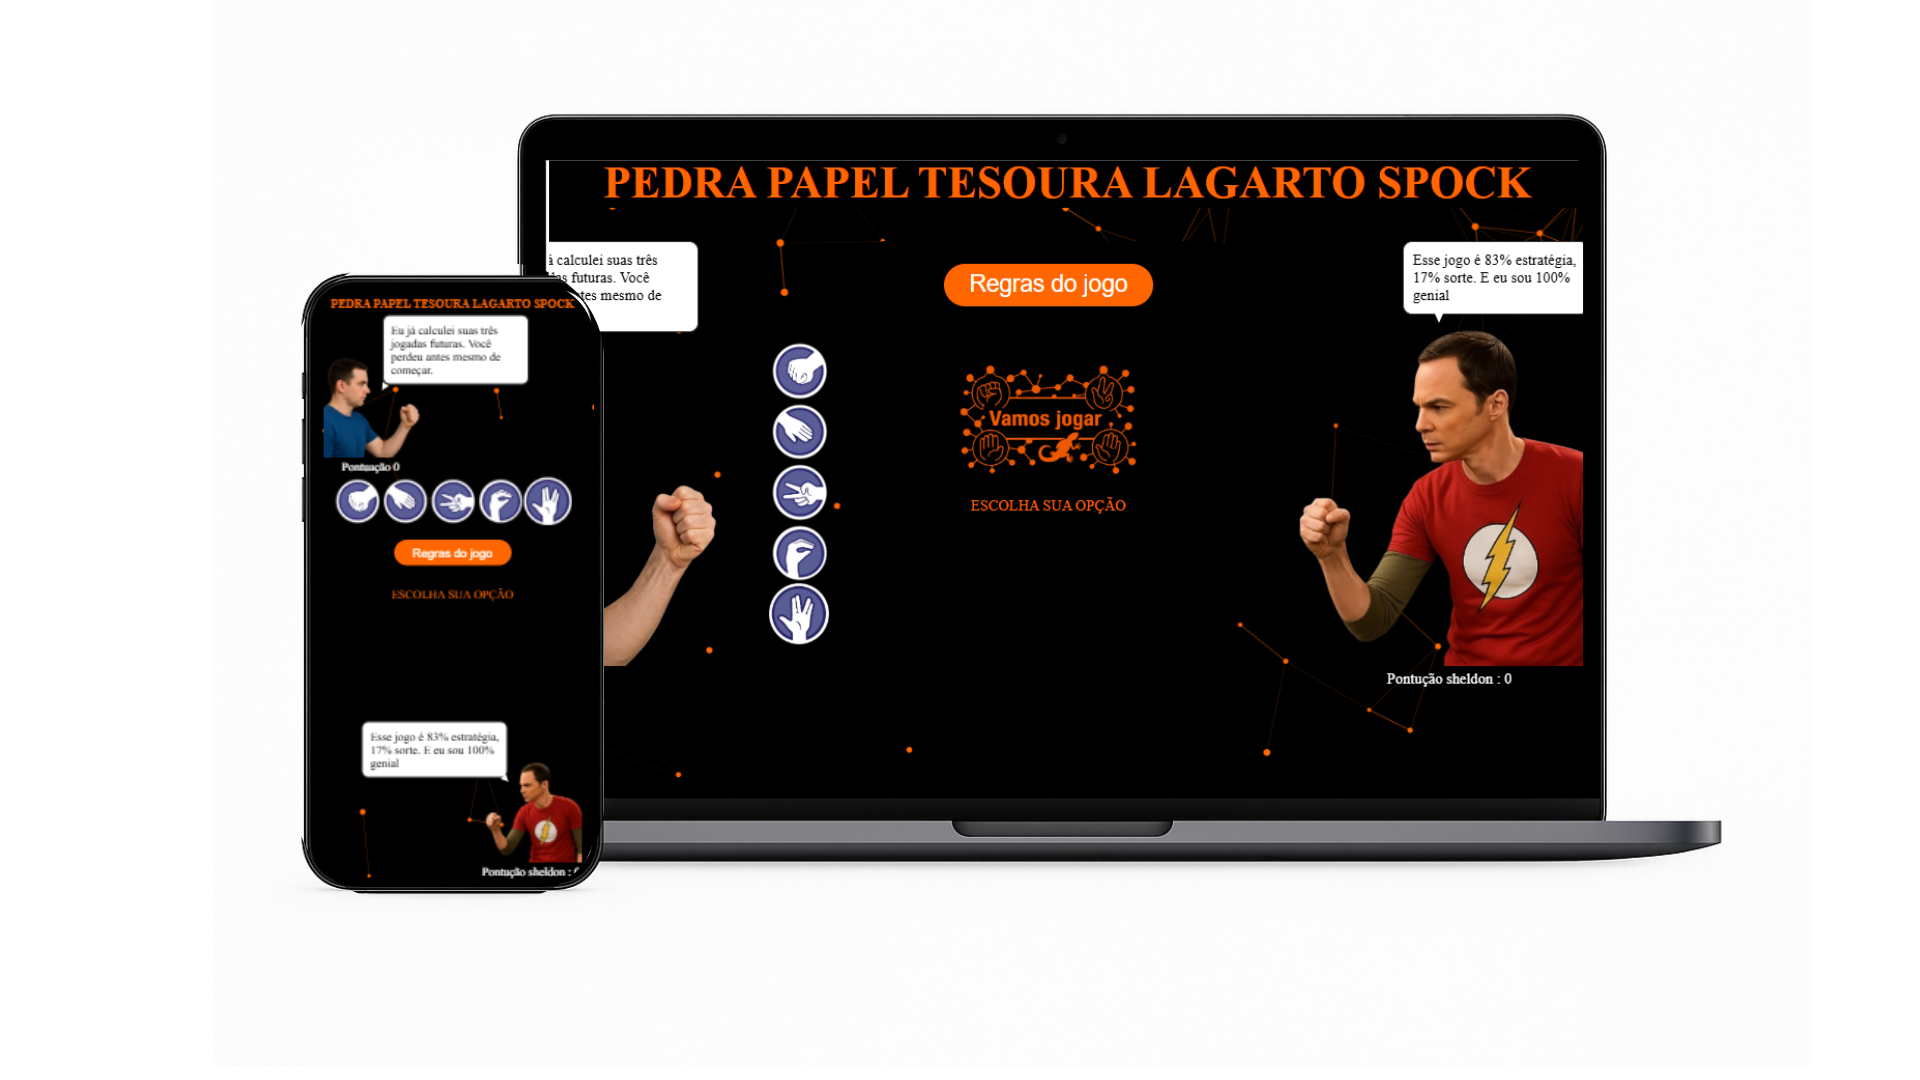 PEDRA PAPEL TESOURA LAGARTO SPOCK
á calculei suas três
das futuras. Você
tes mesmo de
Regras do jogo
Vamos jogar
ESCOLHA SUA OPÇÃO
Esse jogo é 83% estratégia,
17% sorte. E eu sou 100%
genial
Pontução sheldon : 0
PEDRA PAPEL TESOURA LAGARTO SPOCK
Eu já calculei suas três
jogadas futuras. Você
perdeu antes mesmo de
começar.
Pontuação 0
Regras do jogo
ESCOLHA SUA OPÇÃO
Esse jogo é 83% estratégia,
17% sorte. E eu sou 100%
genial
Pontução sheldon :